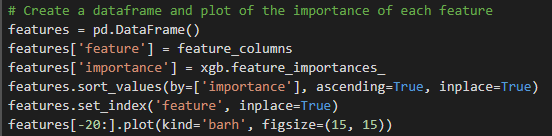 # Create a dataframe and plot of the importance of each feature
features = pd.DataFrame()
features['feature'] = feature_columns
features['importance'] = xgb.feature_importances_
features.sort_values(by=['importance'], ascending=True, inplace=True)
features.set_index('feature', inplace=True)
features[-20:].plot(kind='barh', figsize=(15, 15))